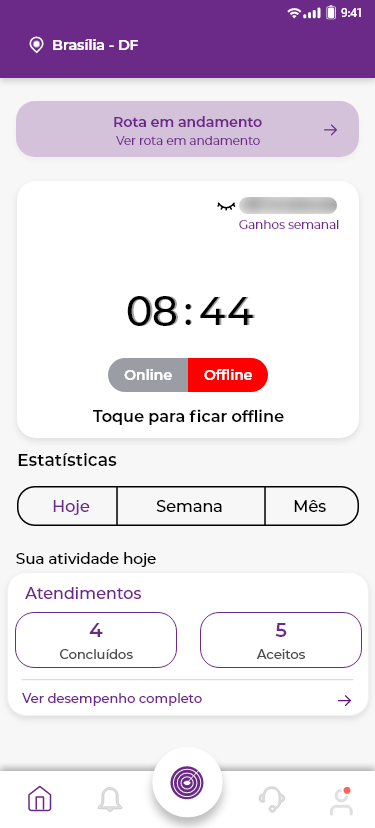 9:41
Brasília - DF
Rota em andamento
Ver rota em andamento
Ganhos semanal
08 : 44
Online Offline
Toque para ficar offline
Estatísticas
Hoje Semana Mês
Sua atividade hoje
Atendimentos
4 5
Concluídos Aceitos
Ver desempenho completo